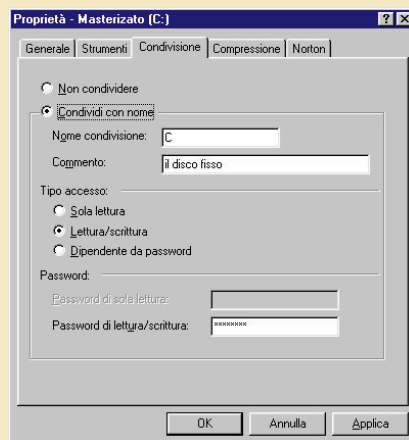 Proprietà - Masterizato (C:)
Generale Strumenti Condivisione Compressione Norton
Non condividere
Condividi con nome
Nome condivisione: C
Commento: il disco fisso
Tipo accesso:
Sola lettura
Lettura/scrittura
Dipendente da password
Password:
Password di sola lettura:
Password di lettura/scrittura: ********
OK Annulla Applica